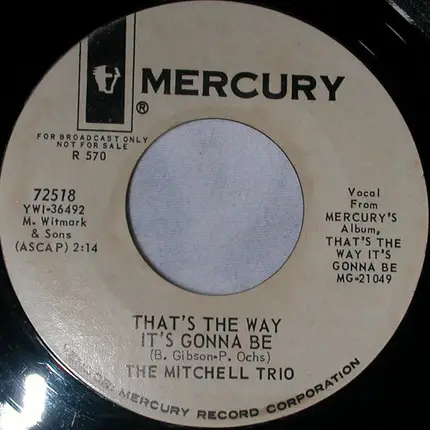 MERCURY
®
FOR BROADCAST ONLY
NOT FOR SALE
R 570
72518
YWI-36492
M. Witmark
& Sons
(ASCAP) 2:14
Vocal
From
MERCURY'S
Album,
THAT'S THE
WAY IT'S
GONNA BE
MG-21049
THAT'S THE WAY
IT'S GONNA BE
(B. Gibson-P. Ochs)
THE MITCHELL TRIO
MERCURY RECORD CORPORATION